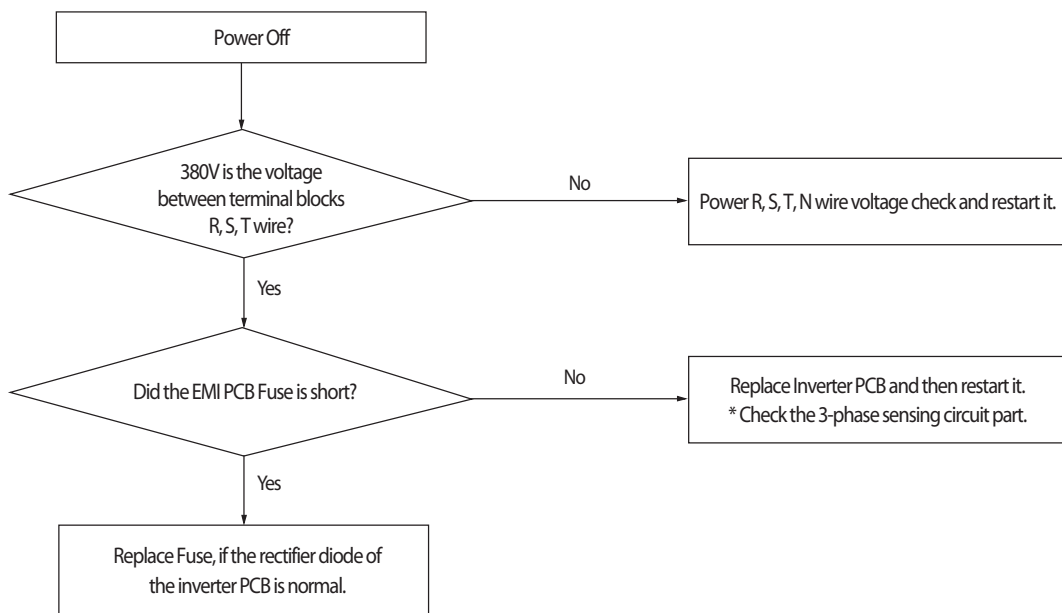 Power Off
380V is the voltage
between terminal blocks
R, S, T wire?
No
Power R, S, T, N wire voltage check and restart it.
Yes
Did the EMI PCB Fuse is short?
No
Replace Inverter PCB and then restart it.
* Check the 3-phase sensing circuit part.
Yes
Replace Fuse, if the rectifier diode of
the inverter PCB is normal.